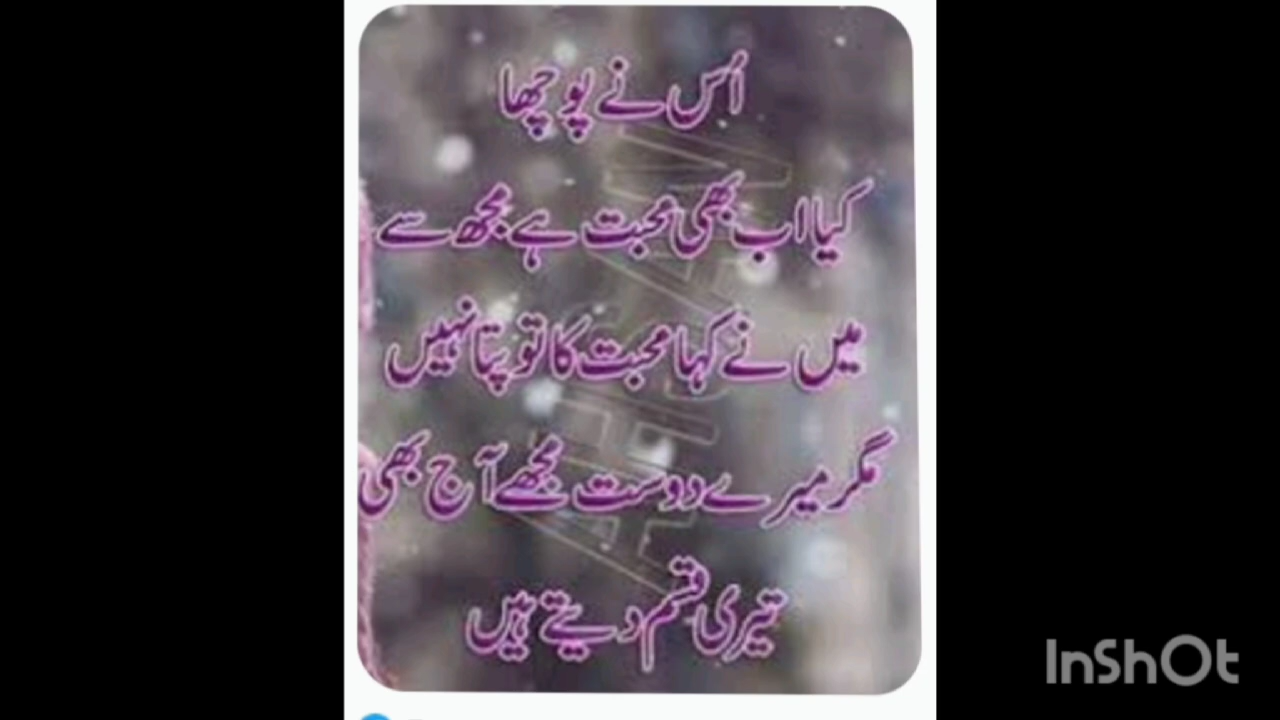 اُس نے پوچھا
کیا اب بھی محبت ہے مجھ سے
میں نے کہا محبت کا تو پتا نہیں
مگر میرے دوست مجھے آج بھی
تیری قسم دیتے ہیں
InShOt